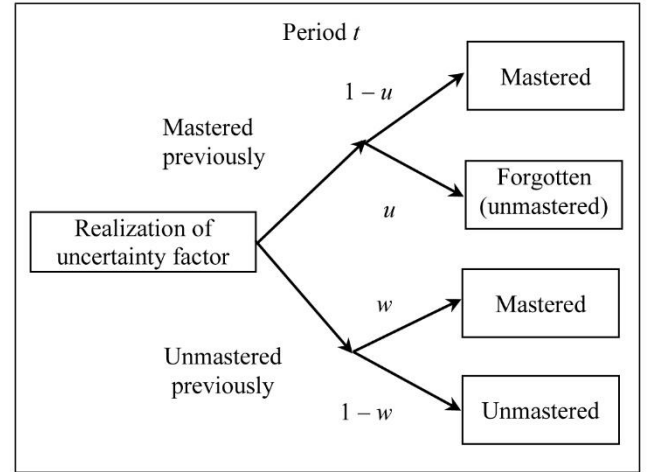 Period t
1 – u
Mastered
Mastered
previously
u
Forgotten
(unmastered)
Realization of
uncertainty factor
w
Mastered
Unmastered
previously
1 – w
Unmastered